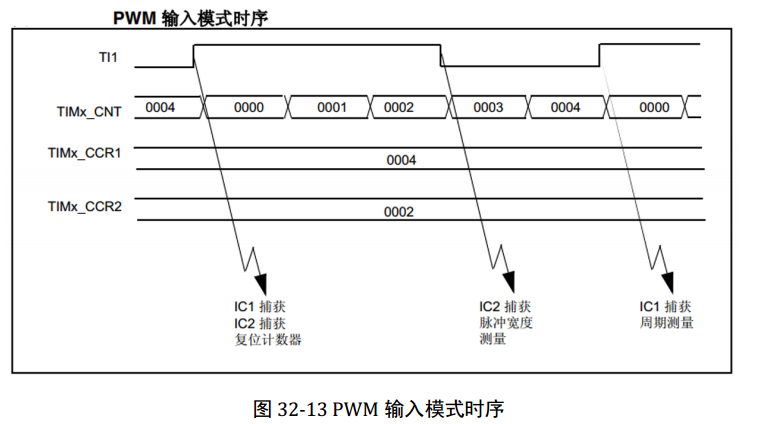 PWM 输入模式时序
TI1
TIMx_CNT 0004 0000 0001 0002 0003 0004 0000
TIMx_CCR1 0004
TIMx_CCR2 0002
IC1 捕获
IC2 捕获
复位计数器
IC2 捕获
脉冲宽度
测量
IC1 捕获
周期测量
图 32-13 PWM 输入模式时序